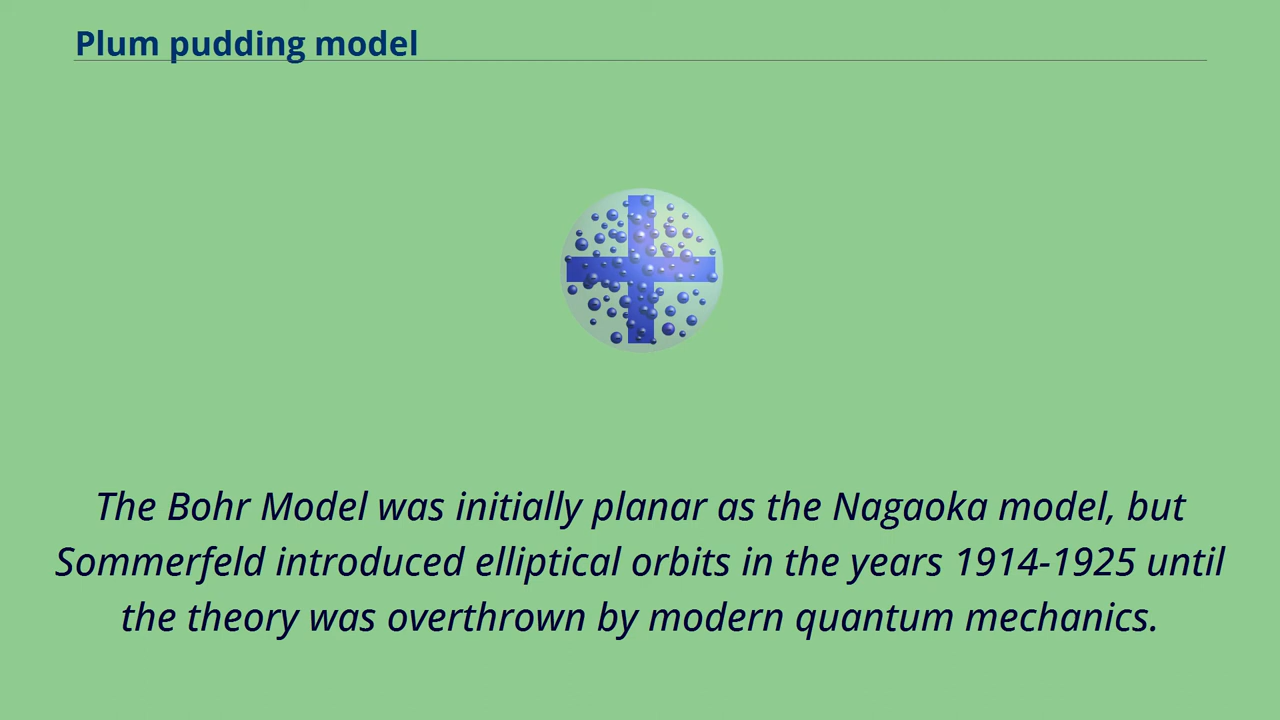 Plum pudding model
The Bohr Model was initially planar as the Nagaoka model, but
Sommerfeld introduced elliptical orbits in the years 1914-1925 until
the theory was overthrown by modern quantum mechanics.